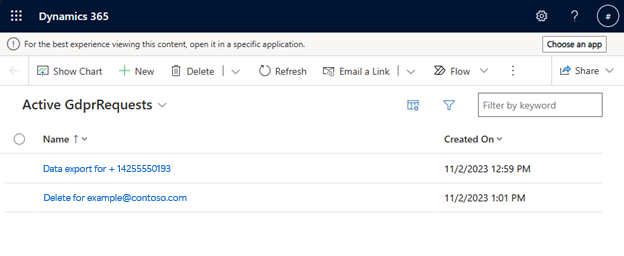 Dynamics 365 ? #
For the best experience viewing this content, open it in a specific application. Choose an app
Show Chart New Delete Refresh Email a Link Flow Share
Active GdprRequests Filter by keyword
Name ↑ Created On
Data export for + 14255550193 11/2/2023 12:59 PM
Delete for example@contoso.com 11/2/2023 1:01 PM